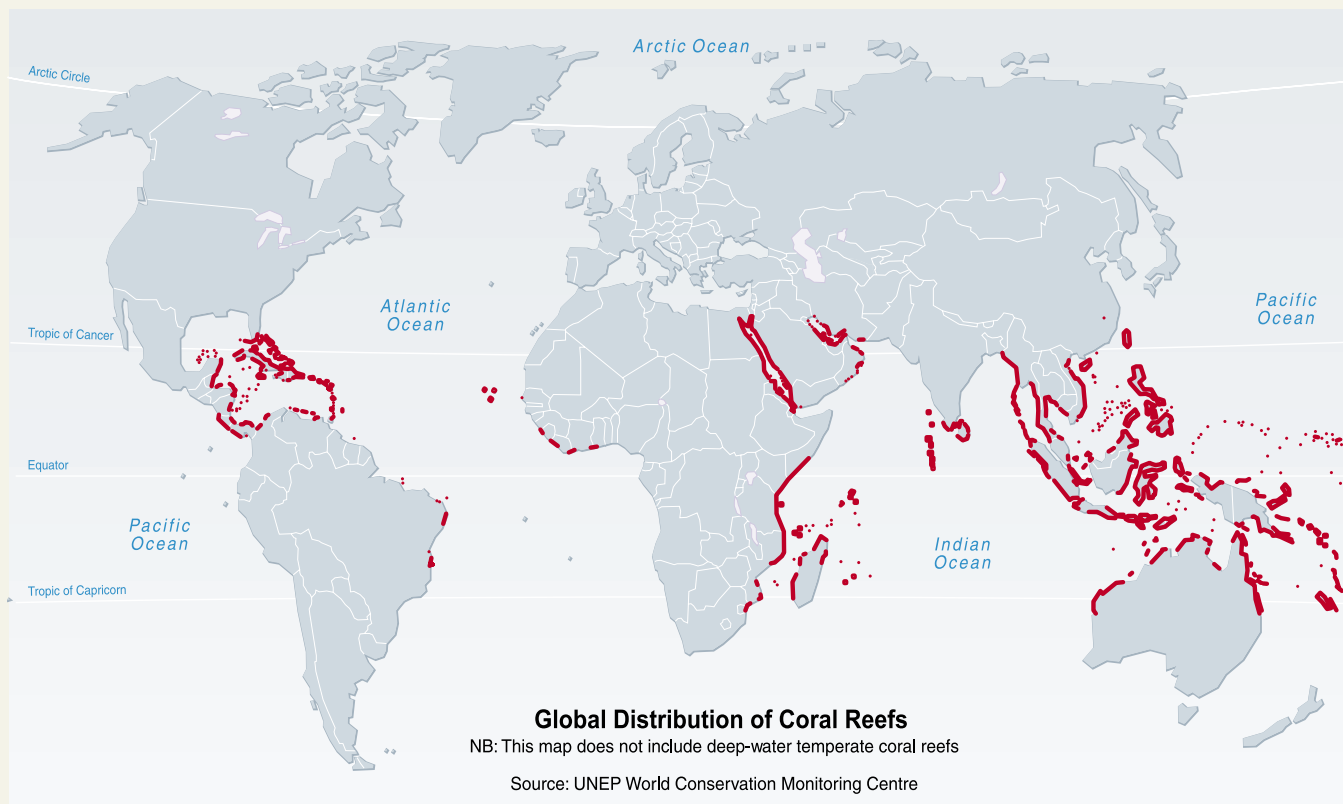 Arctic Ocean
Arctic Circle
Atlantic
Ocean
Pacific
Ocean
Tropic of Cancer
Equator
Pacific
Ocean
Indian
Ocean
Tropic of Capricorn
Global Distribution of Coral Reefs
NB: This map does not include deep-water temperate coral reefs
Source: UNEP World Conservation Monitoring Centre